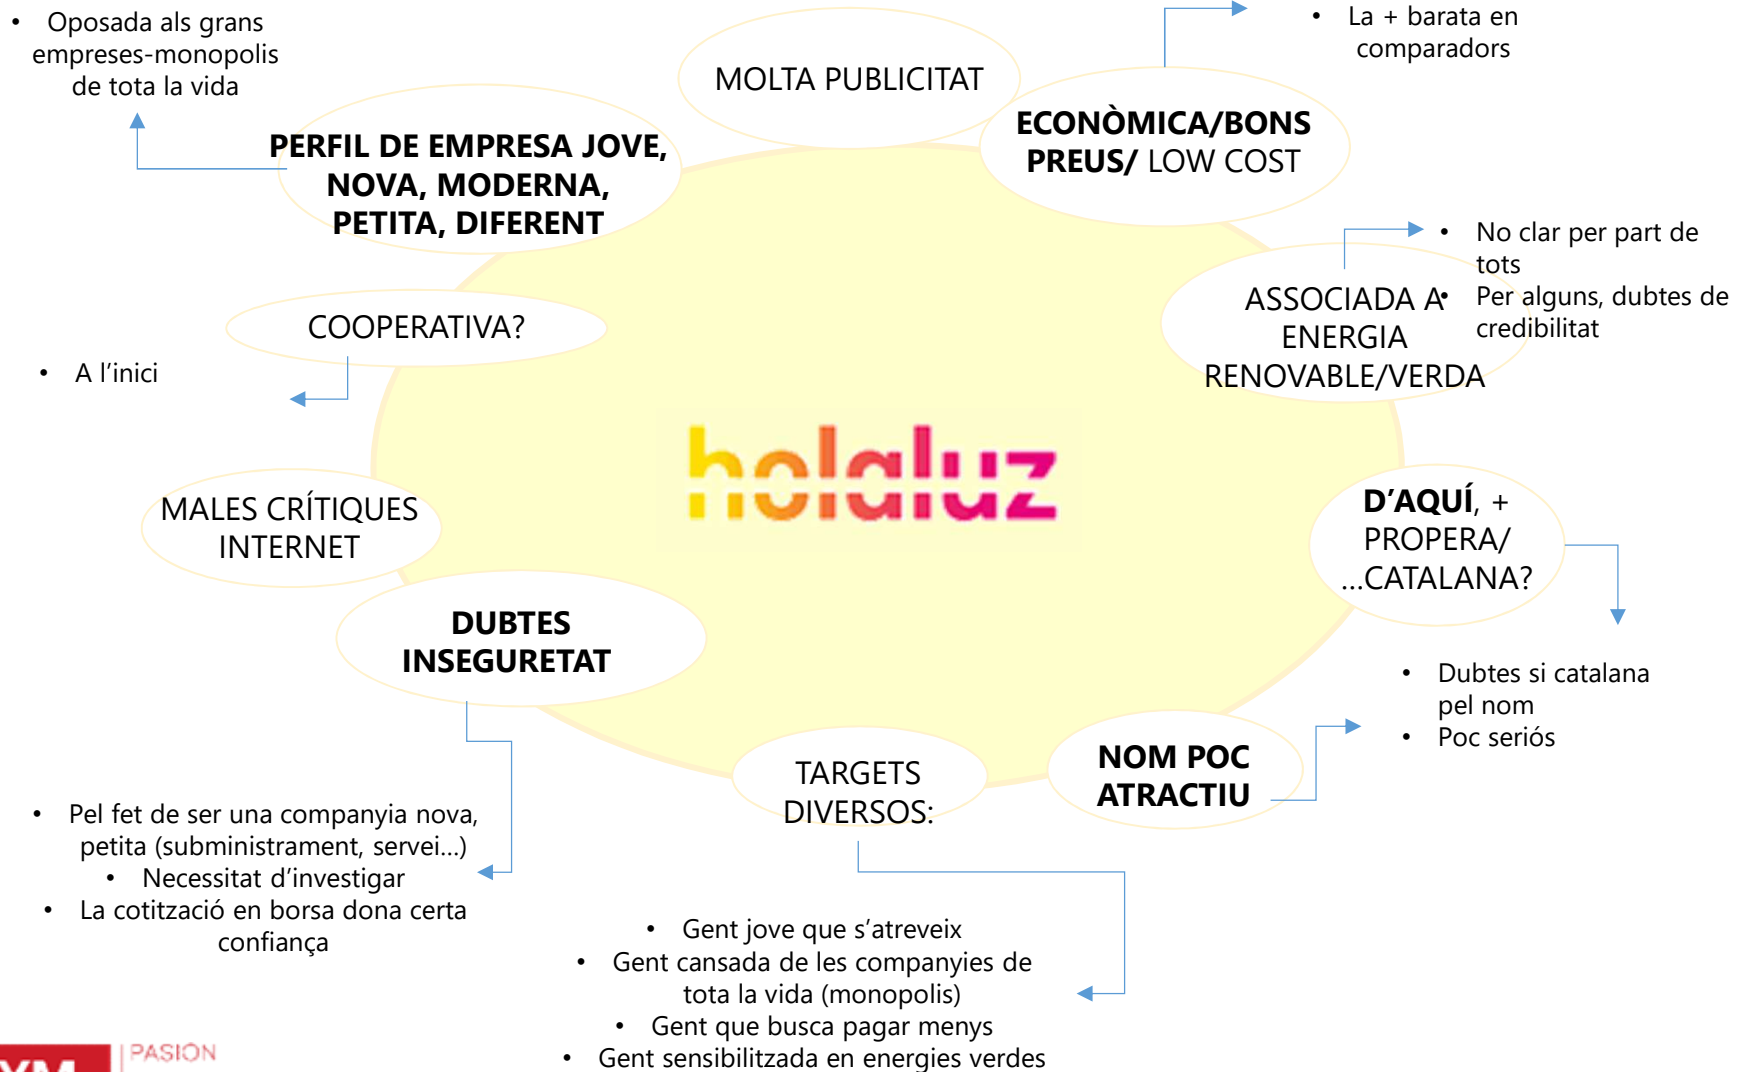 • Oposada als grans
empreses-monopolis
de tota la vida
MOLTA PUBLICITAT
• La + barata en
comparadors
PERFIL DE EMPRESA JOVE,
NOVA, MODERNA,
PETITA, DIFERENT
ECONÒMICA/BONS
PREUS/ LOW COST
• No clar per part de
tots
• Per alguns, dubtes de
credibilitat
ASSOCIADA A
ENERGIA
RENOVABLE/VERDA
COOPERATIVA?
• A l'inici
holaluz
MALES CRÍTIQUES
INTERNET
D'AQUÍ, +
PROPERA/
...CATALANA?
DUBTES
INSEGURETAT
• Dubtes si catalana
pel nom
• Poc seriós
NOM POC
ATRACTIU
TARGETS
DIVERSOS:
• Pel fet de ser una companyia nova,
petita (subministrament, servei...)
• Necessitat d'investigar
• La cotització en borsa dona certa
confiança
• Gent jove que s'atreveix
• Gent cansada de les companyies de
tota la vida (monopolis)
• Gent que busca pagar menys
• Gent sensibilitzada en energies verdes
PASIÓN